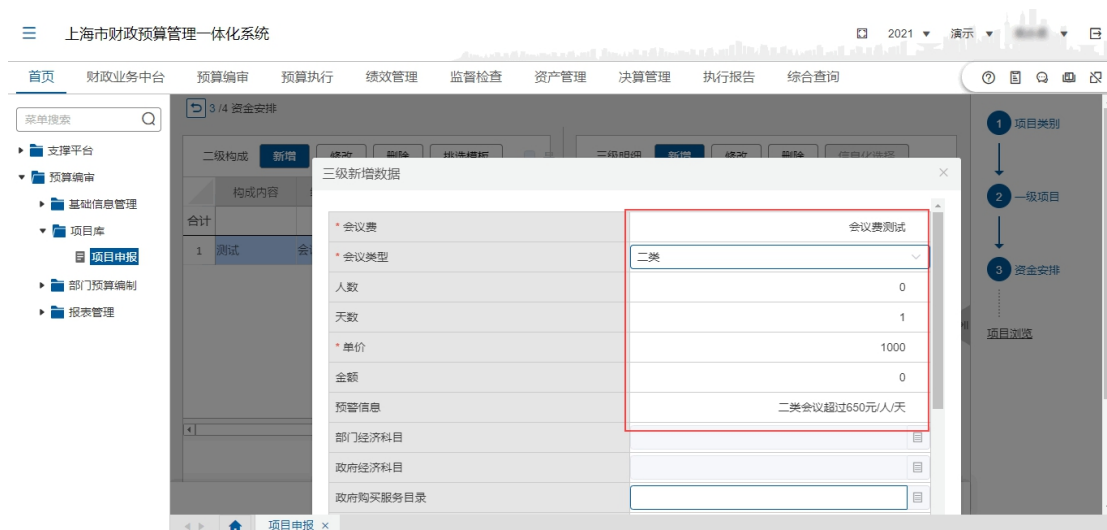 上海市财政预算管理一体化系统
2021
演示
首页 财政业务中台 预算编审 预算执行 绩效管理 监督检查 资产管理 决算管理 执行报告 综合查询
菜单搜索
支撑平台
预算编审
基础信息管理
项目库
项目申报
部门预算编制
报表管理
3 /4 资金安排
二级构成 新增 修改 删除 挑选模板
三级明细 新增 修改 删除 信息化选择
构成内容
合计
1 测试
三级新增数据
* 会议费 会议费测试
* 会议类型 二类
人数 0
天数 1
* 单价 1000
金额 0
预警信息 二类会议超过650元/人/天
部门经济科目
政府经济科目
政府购买服务目录
1 项目类别
2 一级项目
3 资金安排
项目浏览
项目申报